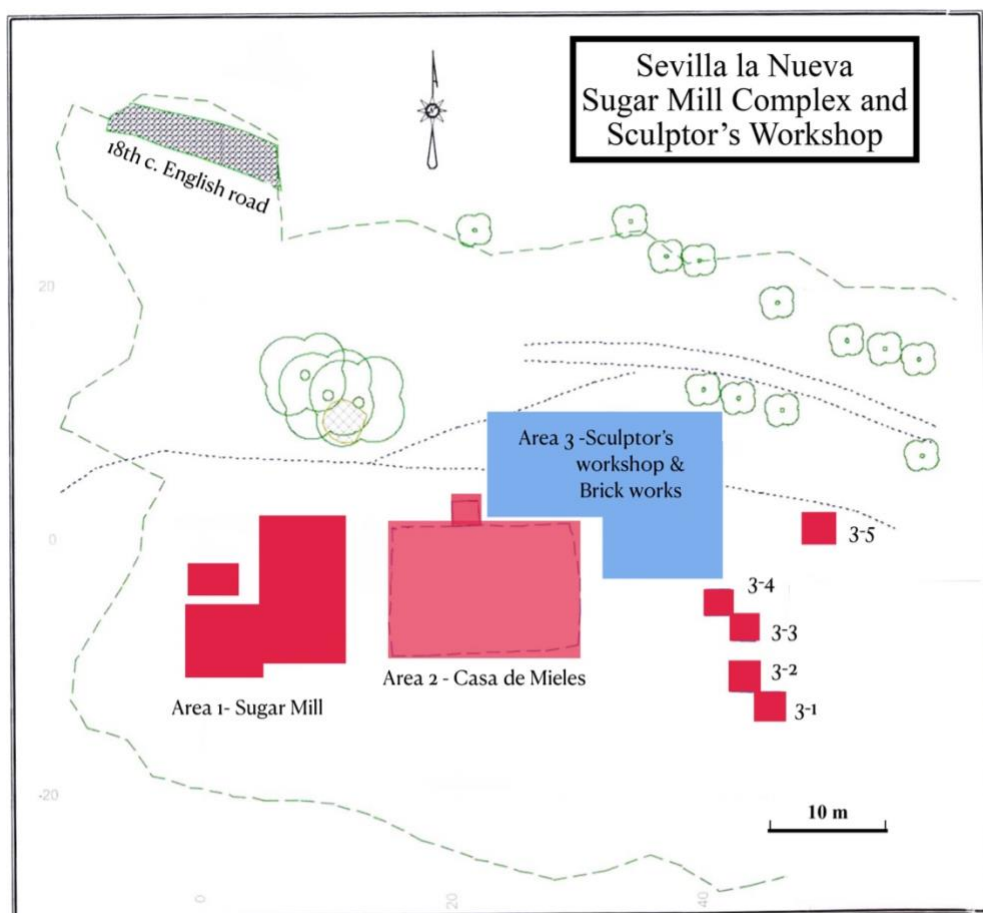 Sevilla la Nueva
Sugar Mill Complex and
Sculptor's Workshop
18th c. English road
20
Area 3 -Sculptor's
workshop &
Brick works
0
3-5
3-4
3-3
3-2
3-1
Area 2 - Casa de Mieles
Area 1- Sugar Mill
-20
10 m
0
20
40